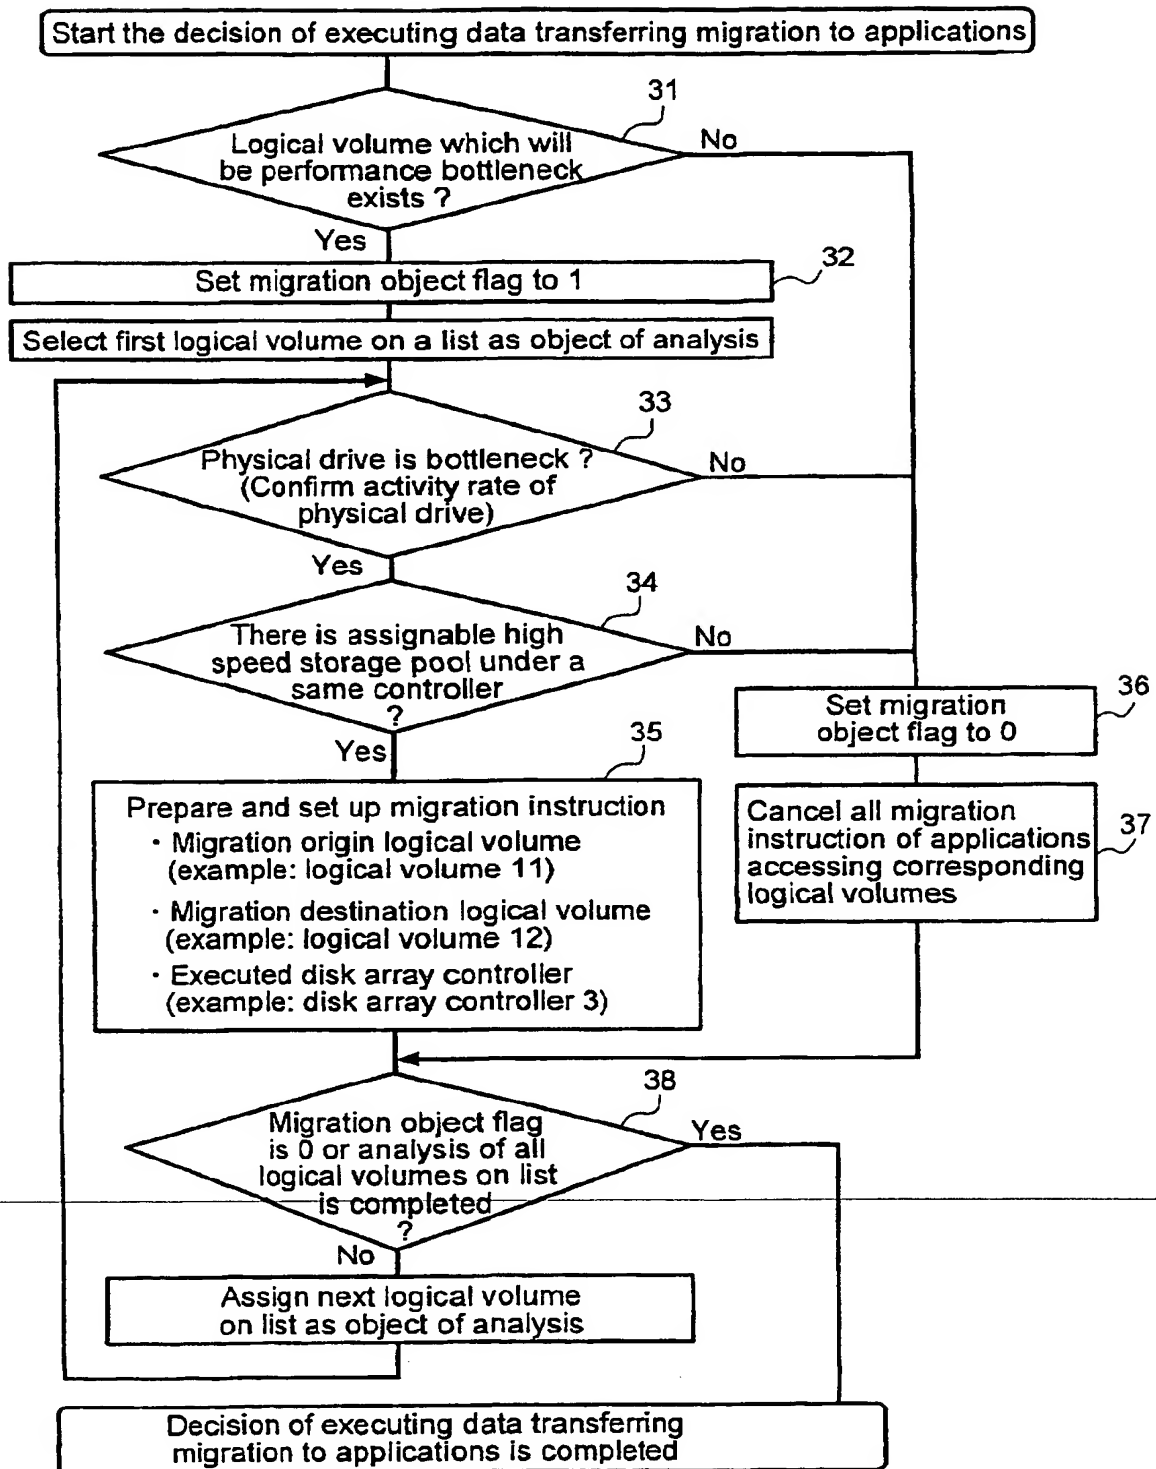 Start the decision of executing data transferring migration to applications
31
Logical volume which will
be performance bottleneck
exists ?
No
Yes
32
Set migration object flag to 1
Select first logical volume on a list as object of analysis
33
Physical drive is bottleneck ?
(Confirm activity rate of
physical drive)
No
Yes
34
There is assignable high
speed storage pool under a
same controller
?
No
Yes
35
Prepare and set up migration instruction
· Migration origin logical volume
(example: logical volume 11)
· Migration destination logical volume
(example: logical volume 12)
· Executed disk array controller
(example: disk array controller 3)
36
Set migration
object flag to 0
37
Cancel all migration
instruction of applications
accessing corresponding
logical volumes
38
Migration object flag
is 0 or analysis of all
logical volumes on list
is completed
?
Yes
No
Assign next logical volume
on list as object of analysis
Decision of executing data transferring
migration to applications is completed